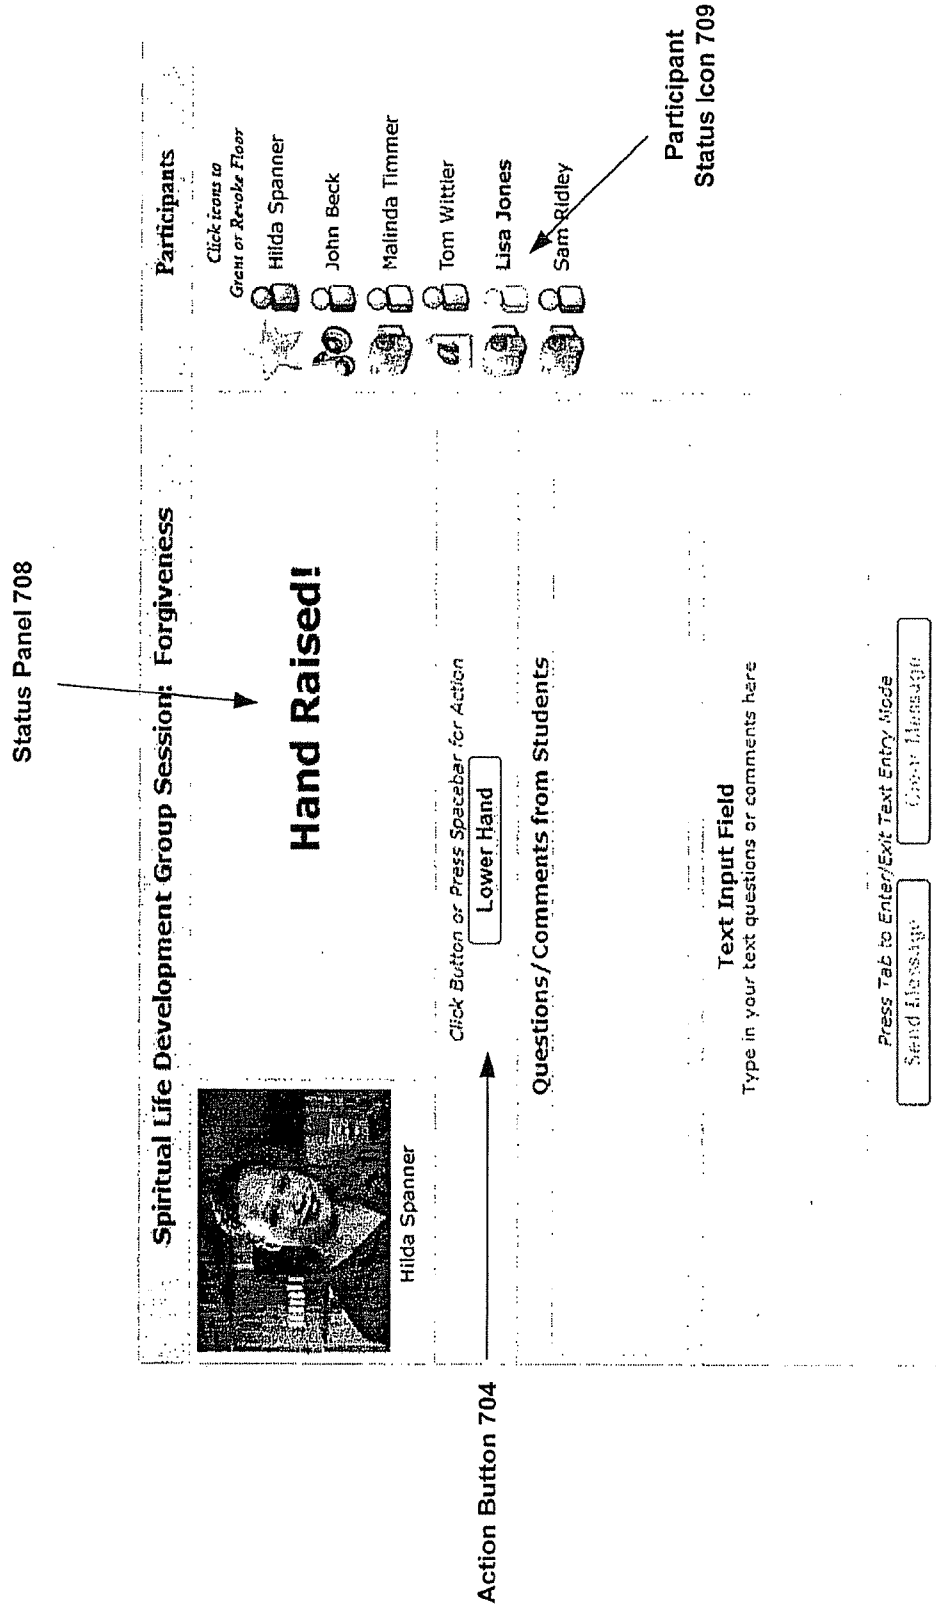 Status Panel 708
Spiritual Life Development Group Session: Forgiveness
Participants
Click icons to
Grant or Revoke Floor
Hilda Spanner
John Beck
Malinda Timmer
Tom Wittler
Lisa Jones
Sam Ridley
Participant
Status Icon 709
Hand Raised!
Hilda Spanner
Click Button or Press Spacebar for Action
Action Button 704
Lower Hand
Questions/Comments from Students
Text Input Field
Type in your text questions or comments here
Press Tab to Enter/Exit Text Entry Mode
Send Message
Clear Message
a